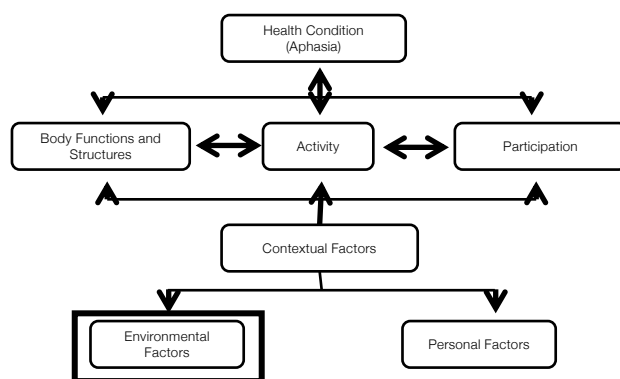 Health Condition
(Aphasia)
Body Functions and
Structures
Activity
Participation
Contextual Factors
Environmental
Factors
Personal Factors